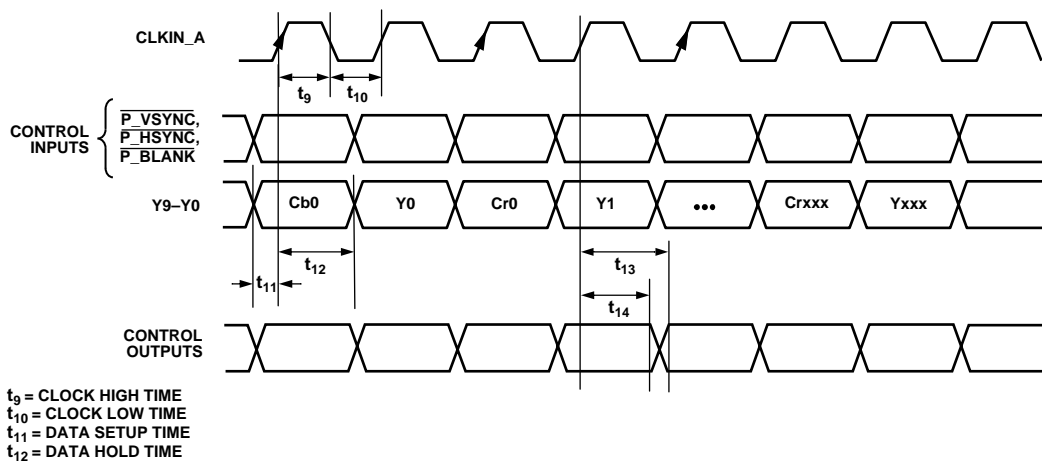 CLKIN_A
t9
t10
CONTROL
INPUTS
P_VSYNC,
P_HSYNC,
P_BLANK
Y9–Y0
Cb0
Y0
Cr0
Y1
•••
Crxxx
Yxxx
t12
t13
t11
t14
CONTROL
OUTPUTS
t9 = CLOCK HIGH TIME
t10 = CLOCK LOW TIME
t11 = DATA SETUP TIME
t12 = DATA HOLD TIME